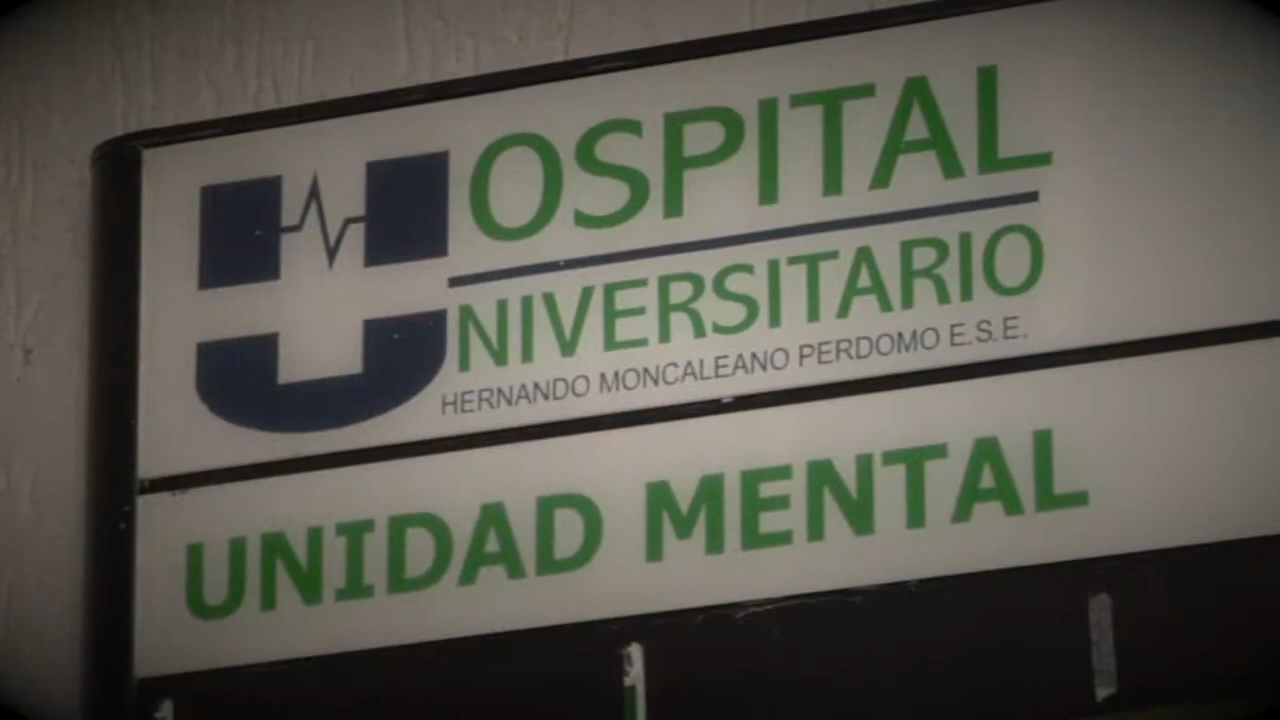 HOSPITAL
UNIVERSITARIO
HERNANDO MONCALEANO PERDOMO E.S.E.
UNIDAD MENTAL